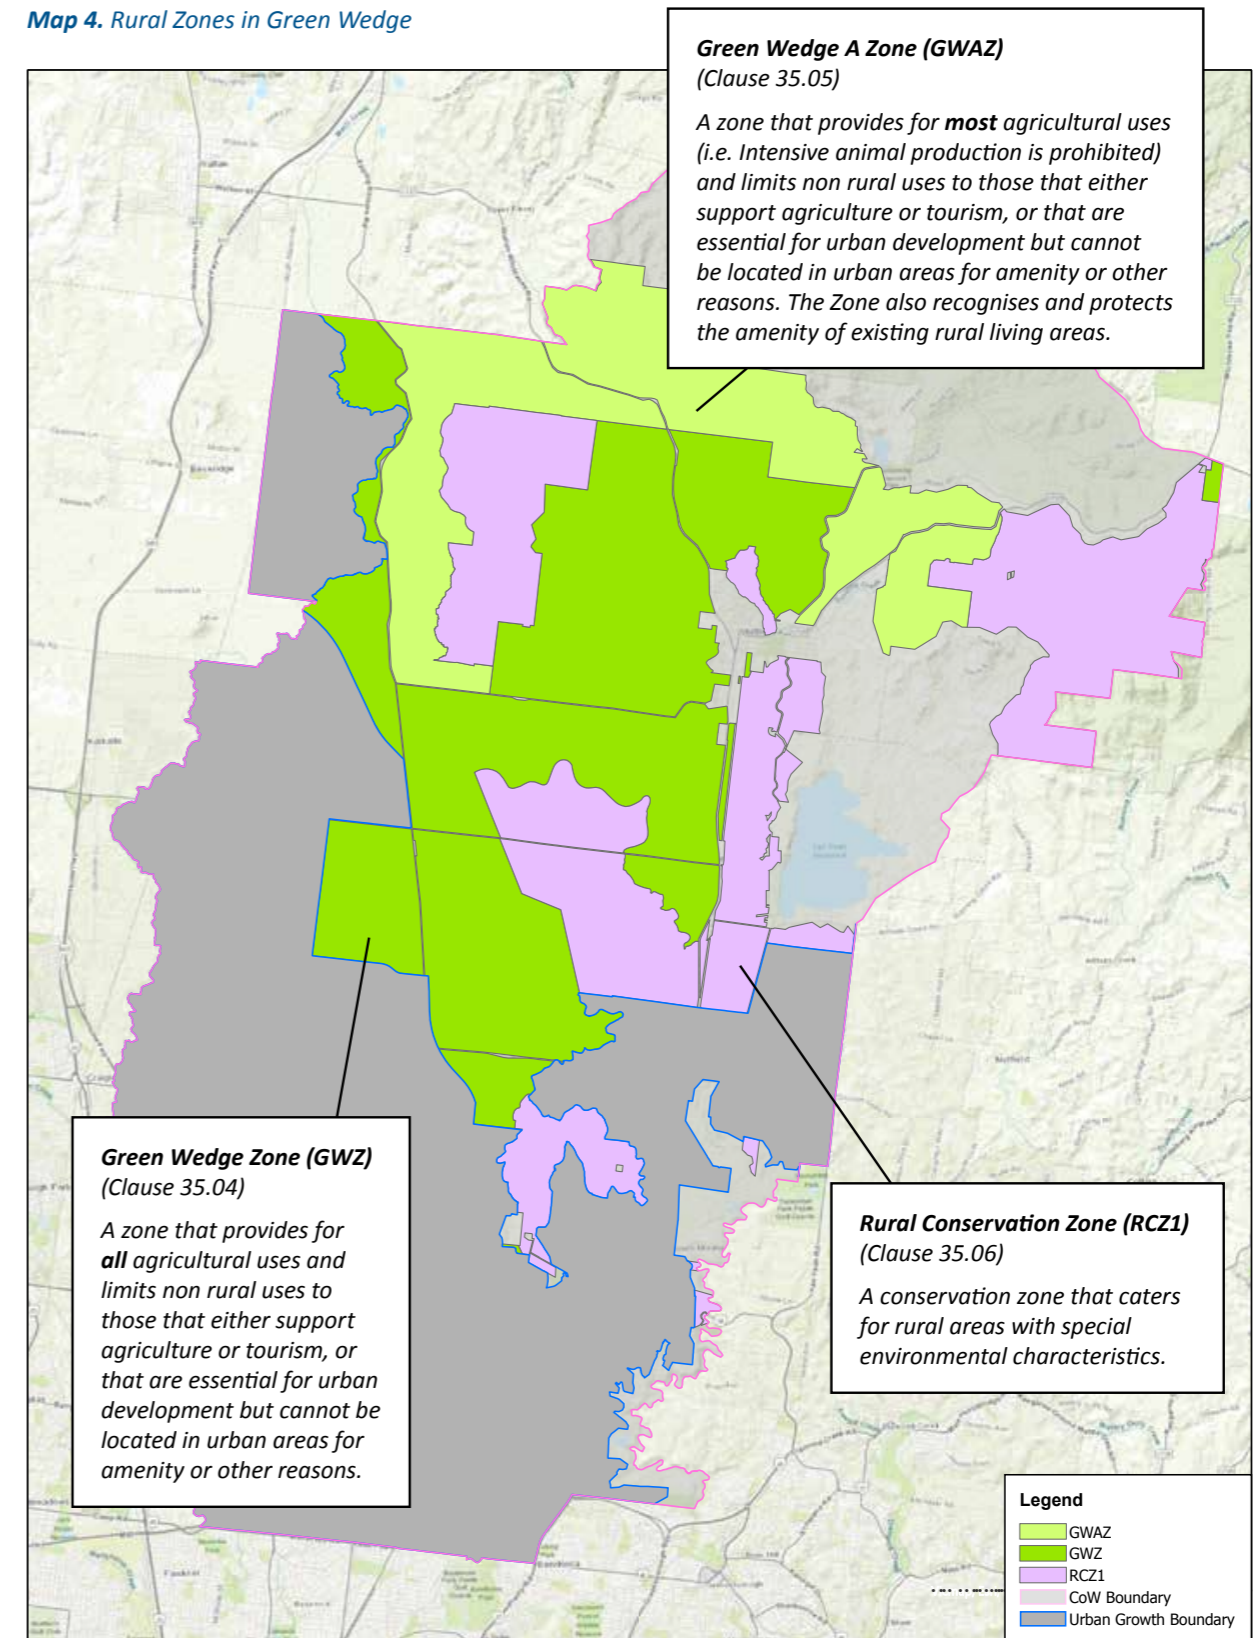 Map 4. Rural Zones in Green Wedge
Green Wedge A Zone (GWAZ)
(Clause 35.05)
A zone that provides for most agricultural uses
(i.e. Intensive animal production is prohibited)
and limits non rural uses to those that either
support agriculture or tourism, or that are
essential for urban development but cannot
be located in urban areas for amenity or other
reasons. The Zone also recognises and protects
the amenity of existing rural living areas.
Green Wedge Zone (GWZ)
(Clause 35.04)
A zone that provides for
all agricultural uses and
limits non rural uses to
those that either support
agriculture or tourism, or
that are essential for urban
development but cannot be
located in urban areas for
amenity or other reasons.
Rural Conservation Zone (RCZ1)
(Clause 35.06)
A conservation zone that caters
for rural areas with special
environmental characteristics.
Legend
GWAZ
GWZ
RCZ1
CoW Boundary
Urban Growth Boundary